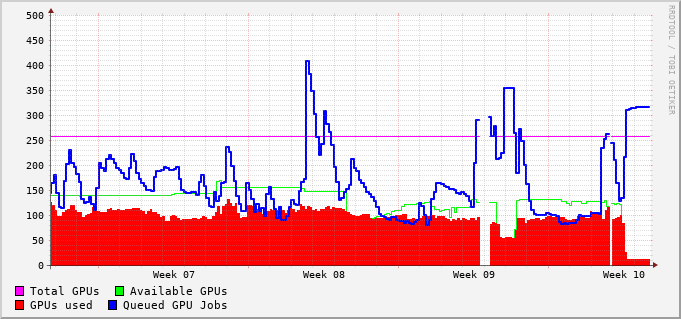 500
450
400
350
300
250
200
150
100
50
0
Week 07 Week 08 Week 09 Week 10
Total GPUs Available GPUs
GPUs used Queued GPU Jobs
RRDTOOL / TOBI OETIKER